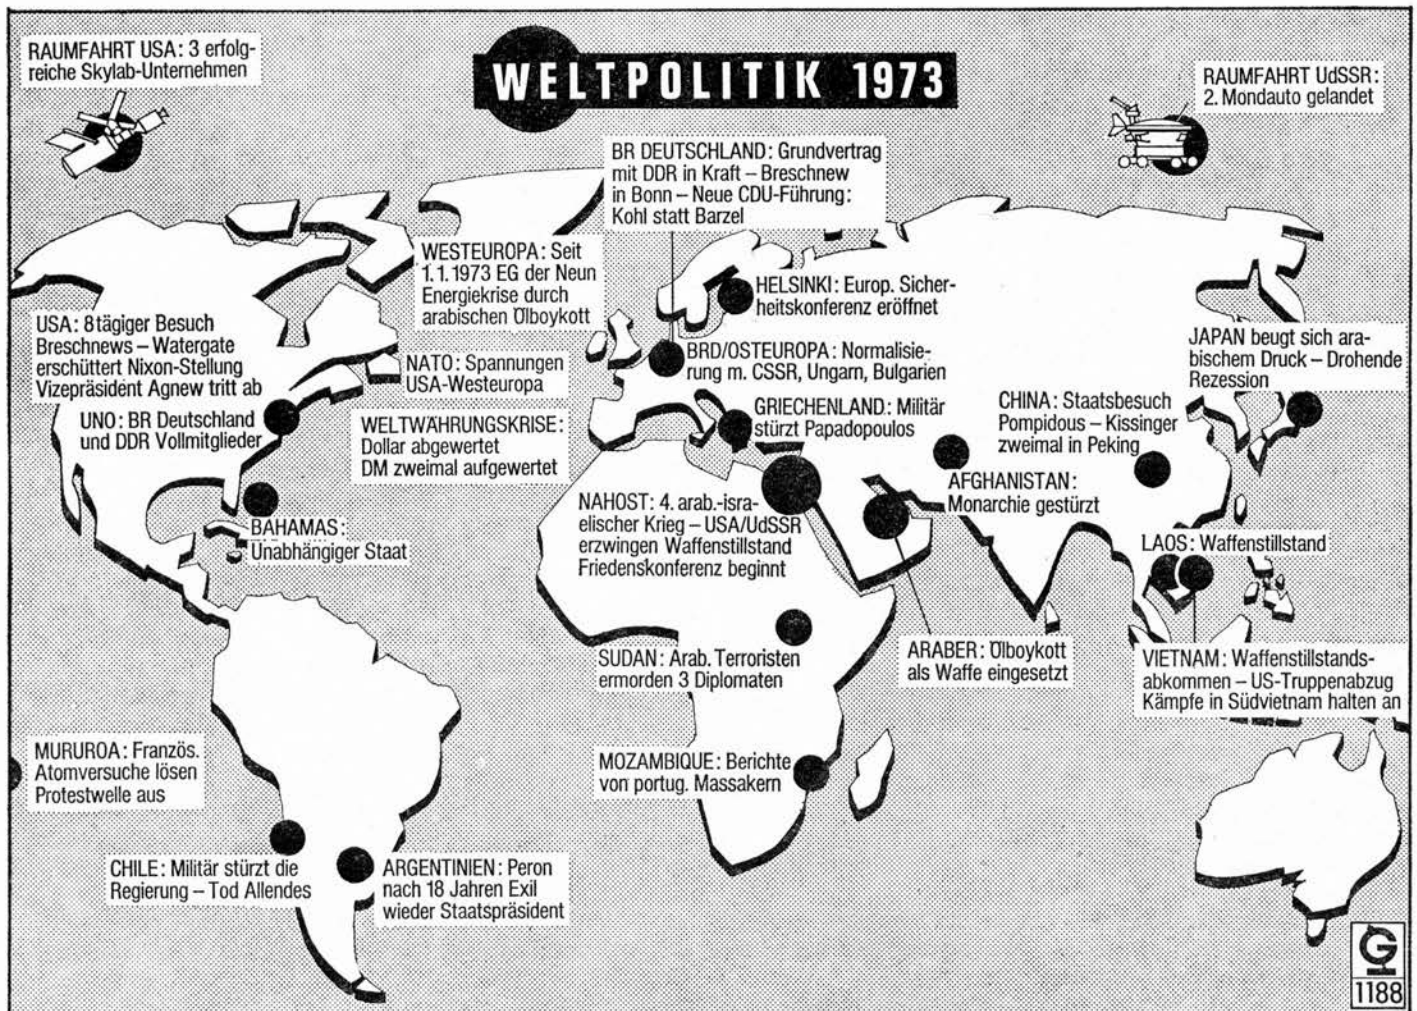 WELTPOLITIK 1973
RAUMFAHRT USA: 3 erfolg-
reiche Skylab-Unternehmen
RAUMFAHRT UdSSR:
2. Mondauto gelandet
BR DEUTSCHLAND: Grundvertrag
mit DDR in Kraft – Breschnew
in Bonn – Neue CDU-Führung:
Kohl statt Barzel
WESTEUROPA: Seit
1.1.1973 EG der Neun
Energiekrise durch
arabischen Ölboykott
HELSINKI: Europ. Sicher-
heitskonferenz eröffnet
USA: 8tägiger Besuch
Breschnews – Watergate
erschüttert Nixon-Stellung
Vizepräsident Agnew tritt ab
NATO: Spannungen
USA-Westeuropa
BRD/OSTEUROPA: Normalisie-
rung m. CSSR, Ungarn, Bulgarien
JAPAN beugt sich ara-
bischem Druck – Drohende
Rezession
UNO: BR Deutschland
und DDR Vollmitglieder
WELTWÄHRUNGSKRISE:
Dollar abgewertet
DM zweimal aufgewertet
GRIECHENLAND: Militär
stürzt Papadopoulos
CHINA: Staatsbesuch
Pompidous – Kissinger
zweimal in Peking
AFGHANISTAN:
Monarchie gestürzt
BAHAMAS:
Unabhängiger Staat
NAHOST: 4. arab.-isra-
elischer Krieg – USA/UdSSR
erzwingen Waffenstillstand
Friedenskonferenz beginnt
LAOS: Waffenstillstand
SUDAN: Arab. Terroristen
ermorden 3 Diplomaten
ARABER: Ölboykott
als Waffe eingesetzt
VIETNAM: Waffenstillstands-
abkommen – US-Truppenabzug
Kämpfe in Südvietnam halten an
MURUROA: Französ.
Atomversuche lösen
Protestwelle aus
MOZAMBIQUE: Berichte
von portug. Massakern
CHILE: Militär stürzt die
Regierung – Tod Allendes
ARGENTINIEN: Peron
nach 18 Jahren Exil
wieder Staatspräsident
G
1188